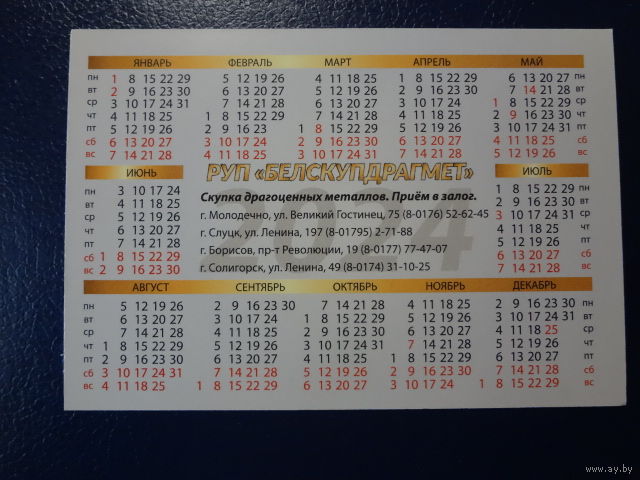 ЯНВАРЬ ФЕВРАЛЬ МАРТ АПРЕЛЬ МАЙ
пн 1 8 15 22 29 5 12 19 26 4 11 18 25 1 8 15 22 29 6 13 20 27 пн
вт 2 9 16 23 30 6 13 20 27 5 12 19 26 2 9 16 23 30 7 14 21 28 вт
ср 3 10 17 24 31 7 14 21 28 6 13 20 27 3 10 17 24 1 8 15 22 29 ср
чт 4 11 18 25 1 8 15 22 29 7 14 21 28 4 11 18 25 2 9 16 23 30 чт
пт 5 12 19 26 2 9 16 23 1 8 15 22 29 5 12 19 26 3 10 17 24 31 пт
сб 6 13 20 27 3 10 17 24 2 9 16 23 30 6 13 20 27 4 11 18 25 сб
вс 7 14 21 28 4 11 18 25 3 10 17 24 31 7 14 21 28 5 12 19 26 вс
ИЮНЬ РУП «БЕЛСКУПДРАГМЕТ» ИЮЛЬ
2024
пн 3 10 17 24 Скупка драгоценных металлов. Приём в залог. 1 8 15 22 29 пн
вт 4 11 18 25 2 9 16 23 30 вт
ср 5 12 19 26 г. Молодечно, ул. Великий Гостинец, 75 (8-0176) 52-62-45 3 10 17 24 31 ср
чт 6 13 20 27 г. Слуцк, ул. Ленина, 197 (8-01795) 2-71-88 4 11 18 25 чт
пт 7 14 21 28 г. Борисов, пр-т Революции, 19 (8-0177) 77-47-07 5 12 19 26 пт
сб 1 8 15 22 29 г. Солигорск, ул. Ленина, 49 (8-0174) 31-10-25 6 13 20 27 сб
вс 2 9 16 23 30 7 14 21 28 вс
АВГУСТ СЕНТЯБРЬ ОКТЯБРЬ НОЯБРЬ ДЕКАБРЬ
пн 5 12 19 26 2 9 16 23 30 7 14 21 28 4 11 18 25 2 9 16 23 30 пн
вт 6 13 20 27 3 10 17 24 1 8 15 22 29 5 12 19 26 3 10 17 24 31 вт
ср 7 14 21 28 4 11 18 25 2 9 16 23 30 6 13 20 27 4 11 18 25 ср
чт 1 8 15 22 29 5 12 19 26 3 10 17 24 31 7 14 21 28 5 12 19 26 чт
пт 2 9 16 23 30 6 13 20 27 4 11 18 25 1 8 15 22 29 6 13 20 27 пт
сб 3 10 17 24 31 7 14 21 28 5 12 19 26 2 9 16 23 30 7 14 21 28 сб
вс 4 11 18 25 1 8 15 22 29 6 13 20 27 3 10 17 24 1 8 15 22 29 вс
www.ay.by